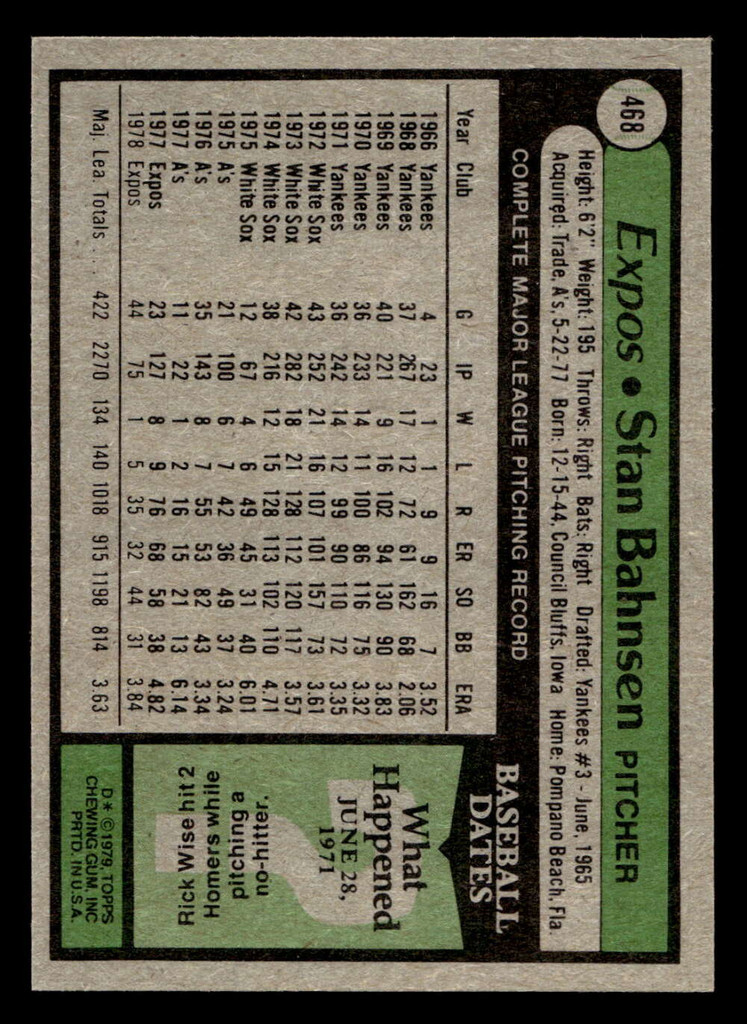 468
Expos • Stan Bahnsen PITCHER
Height: 6'2" Weight: 195 Throws: Right Bats: Right Drafted: Yankees #3 - June, 1965
Acquired: Trade, A's, 5-22-77 Born: 12-15-44, Council Bluffs, Iowa Home: Pompano Beach, Fla.
COMPLETE MAJOR LEAGUE PITCHING RECORD
Year Club G IP W L R ER SO BB ERA
1966 Yankees 4 23 1 1 9 9 16 7 3.52
1968 Yankees 37 267 17 12 72 61 162 68 2.06
1969 Yankees 40 221 9 16 102 94 130 90 3.83
1970 Yankees 36 233 14 11 100 86 116 75 3.32
1971 Yankees 36 242 14 12 99 90 110 72 3.35
1972 White Sox 43 252 21 16 107 101 157 73 3.61
1973 White Sox 42 282 18 21 128 112 120 117 3.57
1974 White Sox 38 216 12 15 128 113 102 110 4.71
1975 White Sox 12 67 4 6 49 45 31 40 6.01
1975 A's 21 100 6 7 42 36 49 37 3.24
1976 A's 35 143 8 7 55 53 82 43 3.34
1977 A's 11 22 1 2 16 15 21 13 6.14
1977 Expos 23 127 8 9 76 68 58 38 4.82
1978 Expos 44 75 1 5 35 32 44 31 3.84
Maj. Lea. Totals . . . 422 2270 134 140 1018 915 1198 814 3.63
BASEBALL
DATES
What
Happened
JUNE 28,
1971
Rick Wise hit 2
Homers while
pitching a
no-hitter.
D* ©1979, TOPPS
CHEWING GUM, INC
PRTD. IN U.S.A.